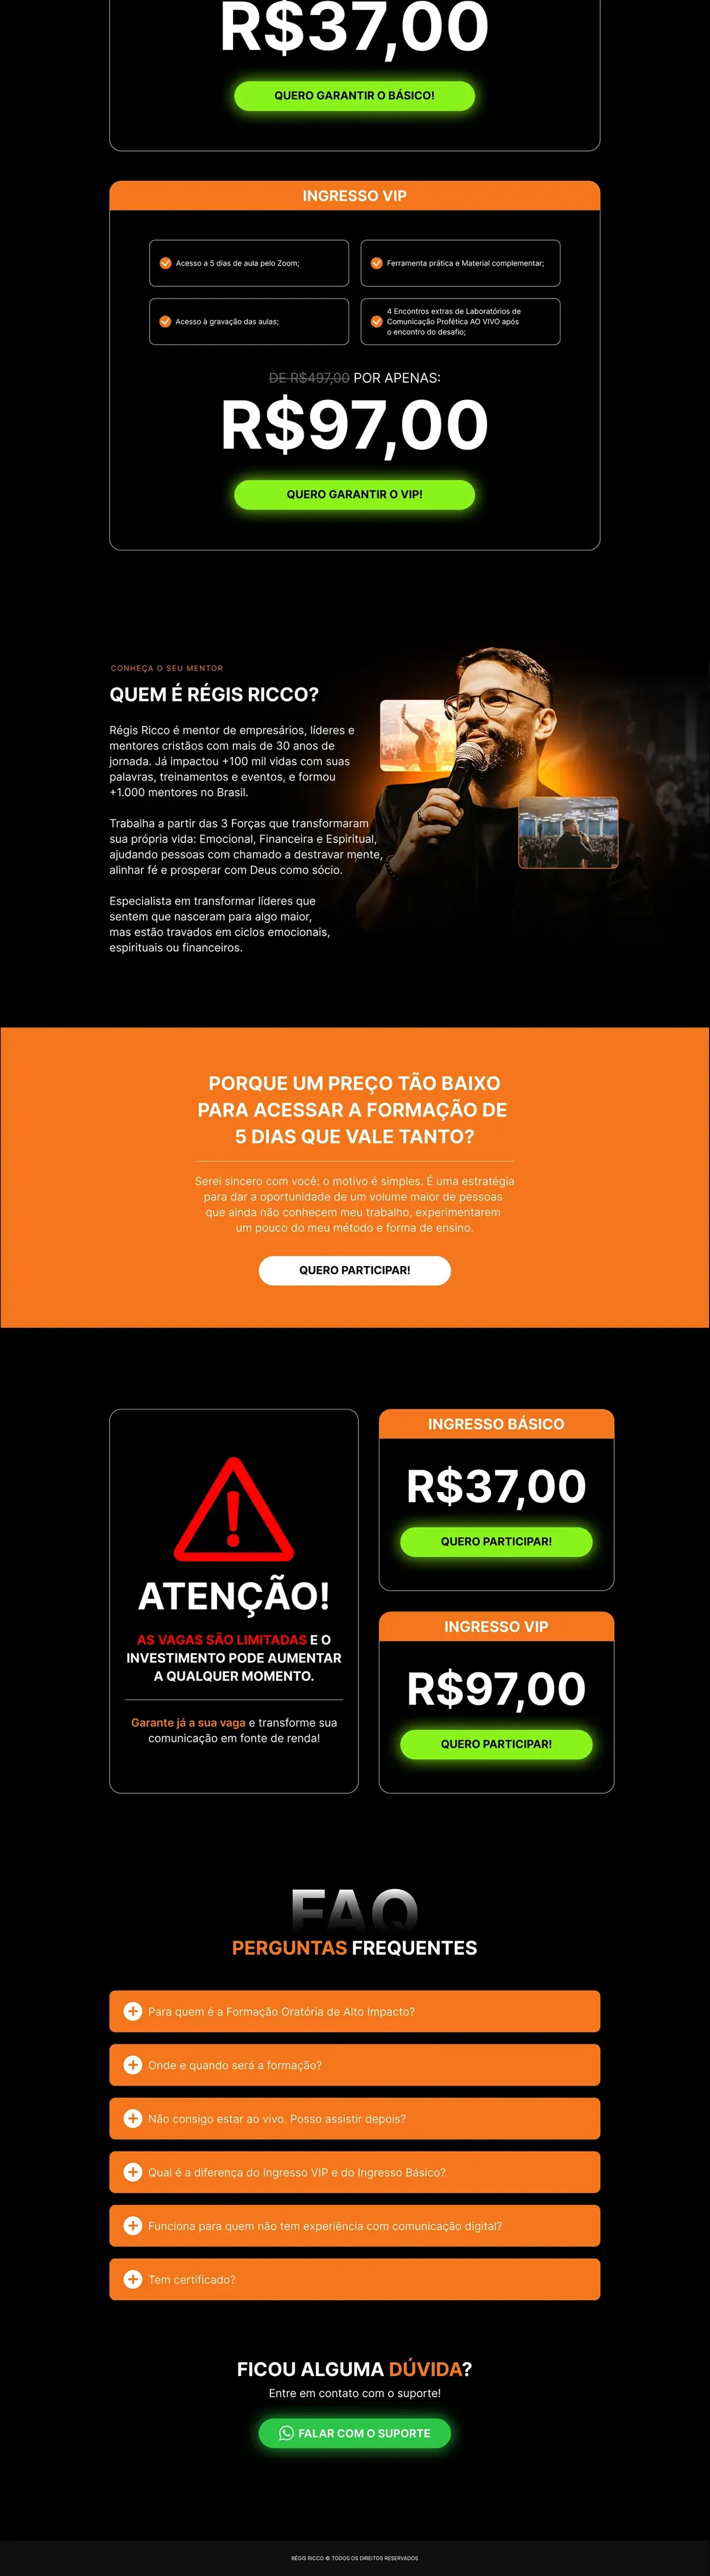 R$37,00
QUERO GARANTIR O BÁSICO!
INGRESSO VIP
Acesso a 5 dias de aula pelo Zoom;
Ferramenta prática e Material complementar;
Acesso à gravação das aulas;
4 Encontros extras de Laboratórios de
Comunicação Profética AO VIVO após
o encontro do desafio;
DE R$497,00 POR APENAS:
R$97,00
QUERO GARANTIR O VIP!
CONHEÇA O SEU MENTOR
QUEM É RÉGIS RICCO?
Régis Ricco é mentor de empresários, líderes e
mentores cristãos com mais de 30 anos de
jornada. Já impactou +100 mil vidas com suas
palavras, treinamentos e eventos, e formou
+1.000 mentores no Brasil.
Trabalha a partir das 3 Forças que transformaram
sua própria vida: Emocional, Financeira e Espiritual,
ajudando pessoas com chamado a destravar mente,
alinhar fé e prosperar com Deus como sócio.
Especialista em transformar líderes que
sentem que nasceram para algo maior,
mas estão travados em ciclos emocionais,
espirituais ou financeiros.
PORQUE UM PREÇO TÃO BAIXO
PARA ACESSAR A FORMAÇÃO DE
5 DIAS QUE VALE TANTO?
Serei sincero com você: o motivo é simples. É uma estratégia
para dar a oportunidade de um volume maior de pessoas
que ainda não conhecem meu trabalho, experimentarem
um pouco do meu método e forma de ensino.
QUERO PARTICIPAR!
ATENÇÃO!
AS VAGAS SÃO LIMITADAS E O
INVESTIMENTO PODE AUMENTAR
A QUALQUER MOMENTO.
Garante já a sua vaga e transforme sua
comunicação em fonte de renda!
INGRESSO BÁSICO
R$37,00
QUERO PARTICIPAR!
INGRESSO VIP
R$97,00
QUERO PARTICIPAR!
FAQ
PERGUNTAS FREQUENTES
Para quem é a Formação Oratória de Alto Impacto?
Onde e quando será a formação?
Não consigo estar ao vivo. Posso assistir depois?
Qual é a diferença do Ingresso VIP e do Ingresso Básico?
Funciona para quem não tem experiência com comunicação digital?
Tem certificado?
FICOU ALGUMA DÚVIDA?
Entre em contato com o suporte!
FALAR COM O SUPORTE
RÉGIS RICCO © TODOS OS DIREITOS RESERVADOS